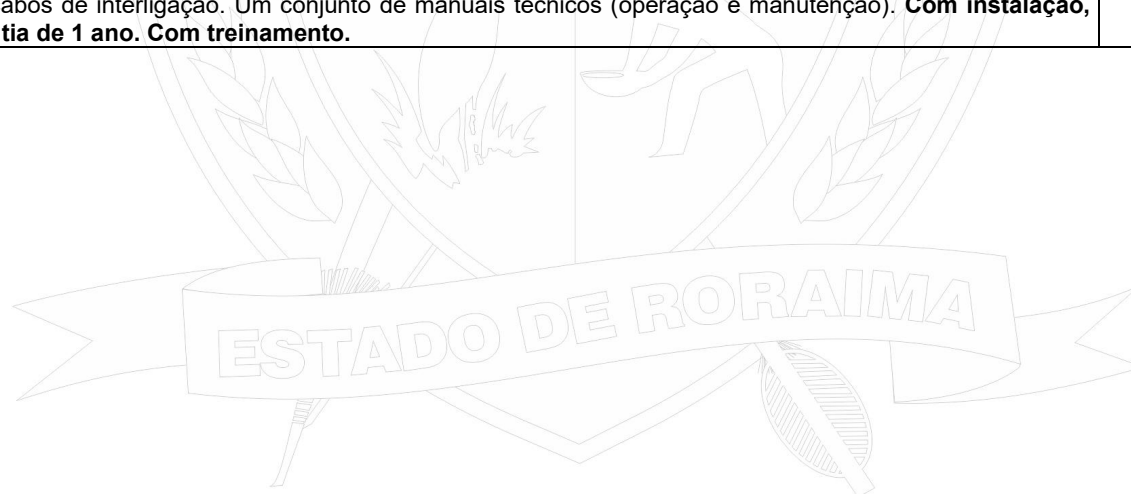 abos de interligação. Um conjunto de manuais técnicos (operação e manutenção). Com instalação,
tia de 1 ano. Com treinamento.
ESTADO DE RORAIMA